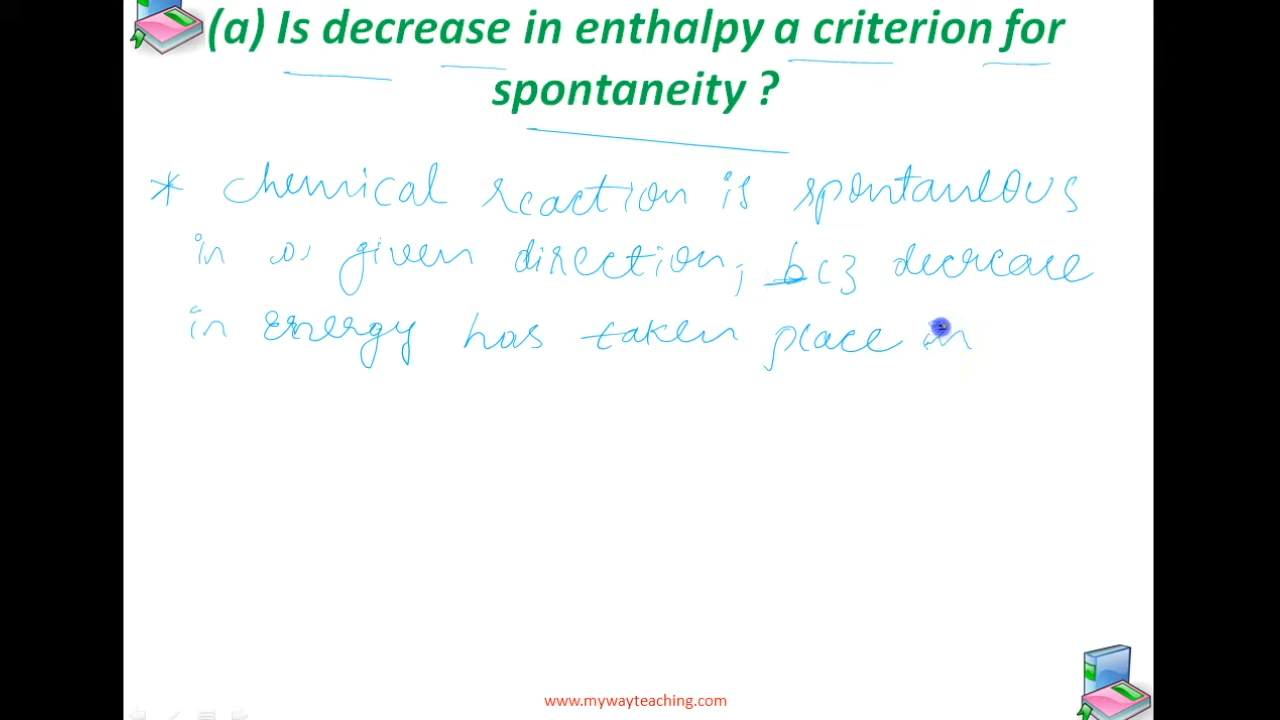 (a) Is decrease in enthalpy a criterion for
spontaneity ?
* chemical reaction is spontaneous
in a given direction, bcz decrease
in energy has taken place in
www.mywayteaching.com